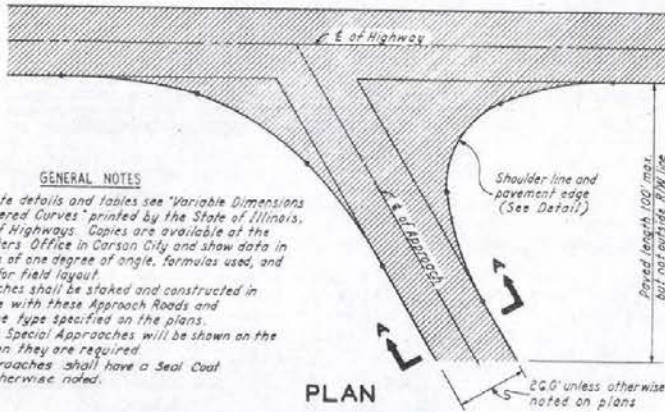 ℄ of Highway
GENERAL NOTES
te details and tables see "Variable Dimensions
ered Curves" printed by the State of Illinois,
f Highways. Copies are available at the
ters Office in Carson City and show data in
s of one degree of angle, formulas used, and
for field layout.
ches shall be staked and constructed in
e with these Approach Roads and
e type specified on the plans.
Special Approaches will be shown on the
en they are required.
roaches shall have a Seal Coat
therwise noted.
℄ of Approach
Shoulder line and
pavement edge
(See Detail)
Paved length 100' max.
but not outside R/W line
A
A
S
26.0' unless otherwise
noted on plans
PLAN